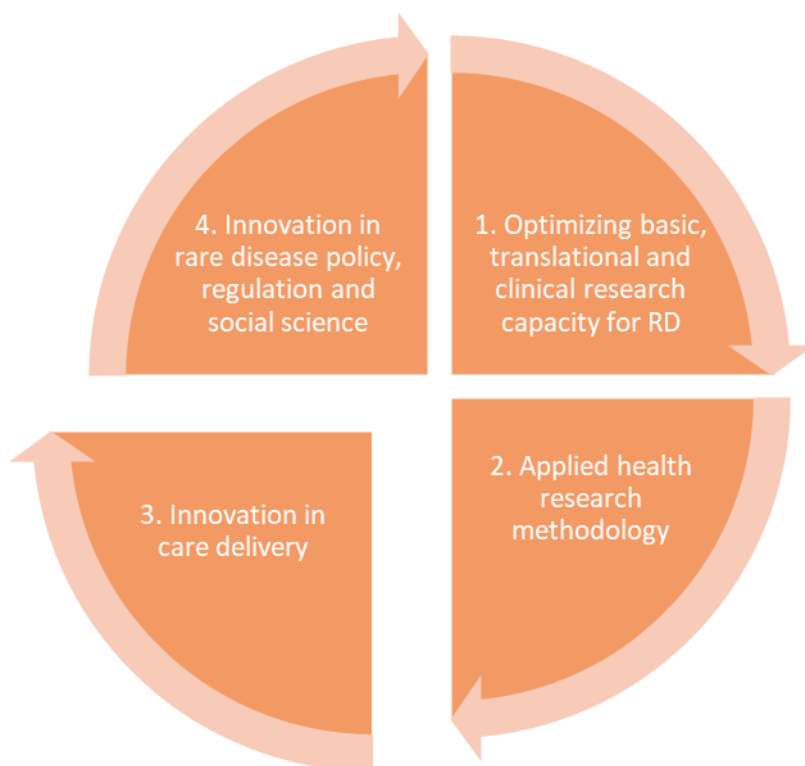 1. Optimizing basic,
translational and
clinical research
capacity for RD
2. Applied health
research
methodology
3. Innovation in
care delivery
4. Innovation in
rare disease policy,
regulation and
social science